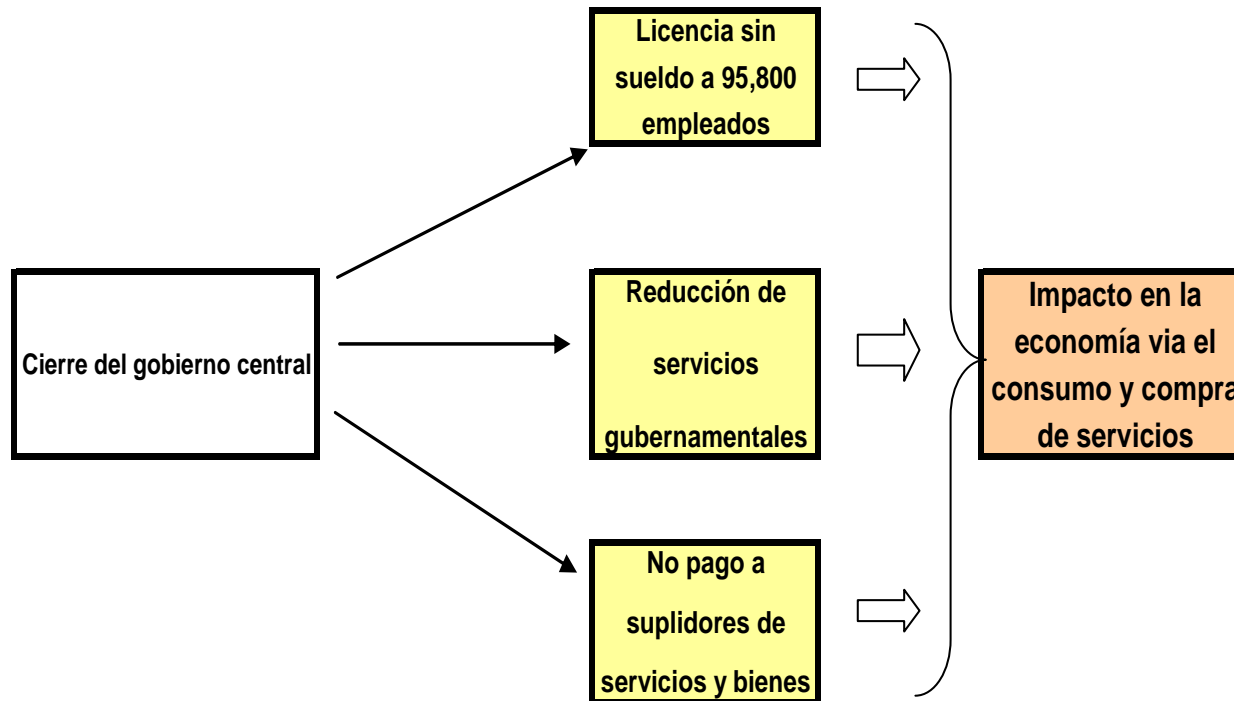 Licencia sin
sueldo a 95,800
empleados
Cierre del gobierno central
Reducción de
servicios
gubernamentales
No pago a
suplidores de
servicios y bienes
Impacto en la
economía via el
consumo y compra
de servicios